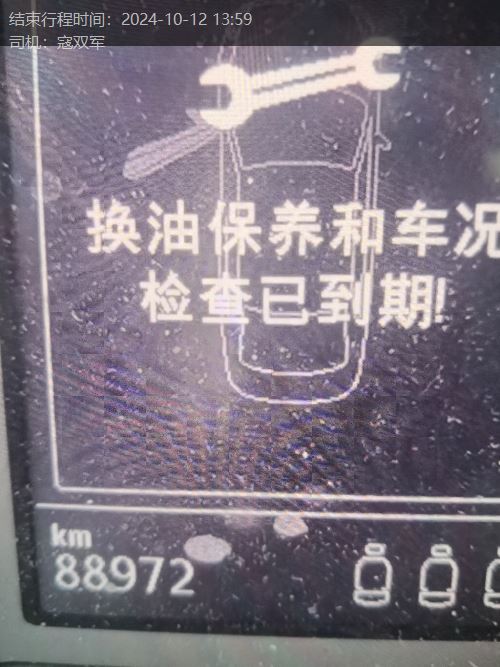 结束行程时间：2024-10-12 13:59
司机：寇双军
换油保养和车况
检查已到期!
km
88972